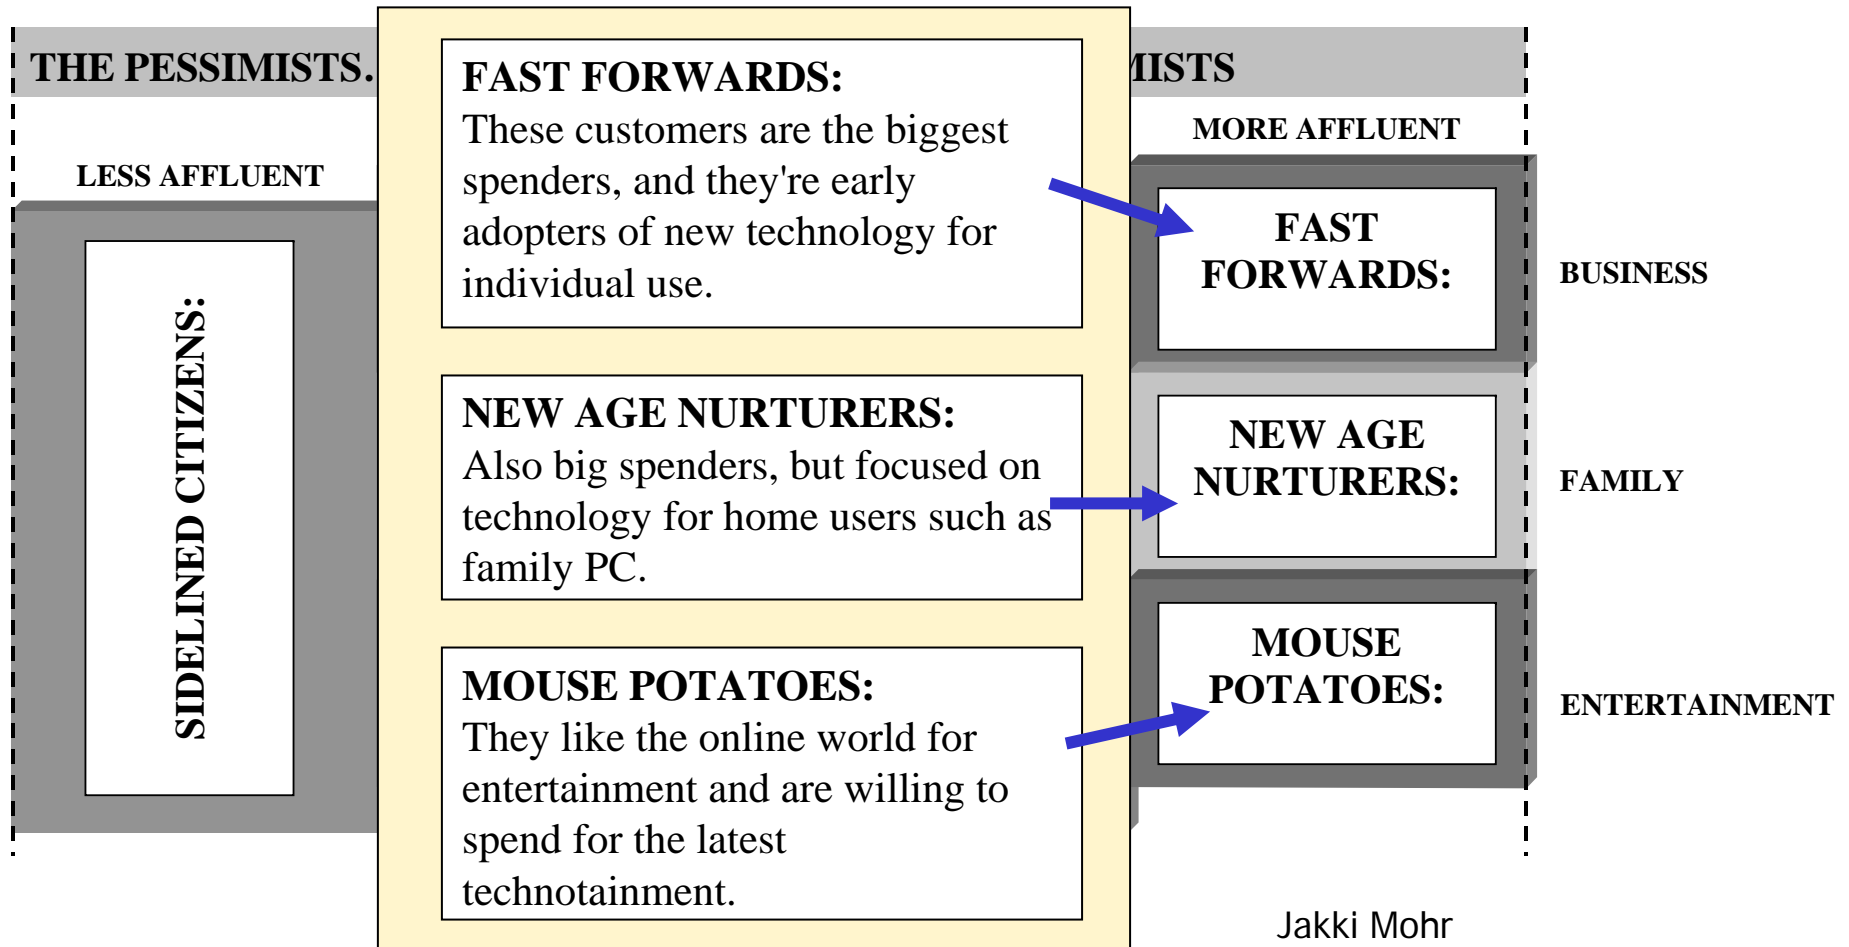 THE PESSIMISTS.
MISTS
LESS AFFLUENT
MORE AFFLUENT
SIDELINED CITIZENS:
FAST FORWARDS:
These customers are the biggest
spenders, and they're early
adopters of new technology for
individual use.
NEW AGE NURTURERS:
Also big spenders, but focused on
technology for home users such as
family PC.
MOUSE POTATOES:
They like the online world for
entertainment and are willing to
spend for the latest
technotainment.
FAST
FORWARDS:
BUSINESS
NEW AGE
NURTURERS:
FAMILY
MOUSE
POTATOES:
ENTERTAINMENT
Jakki Mohr